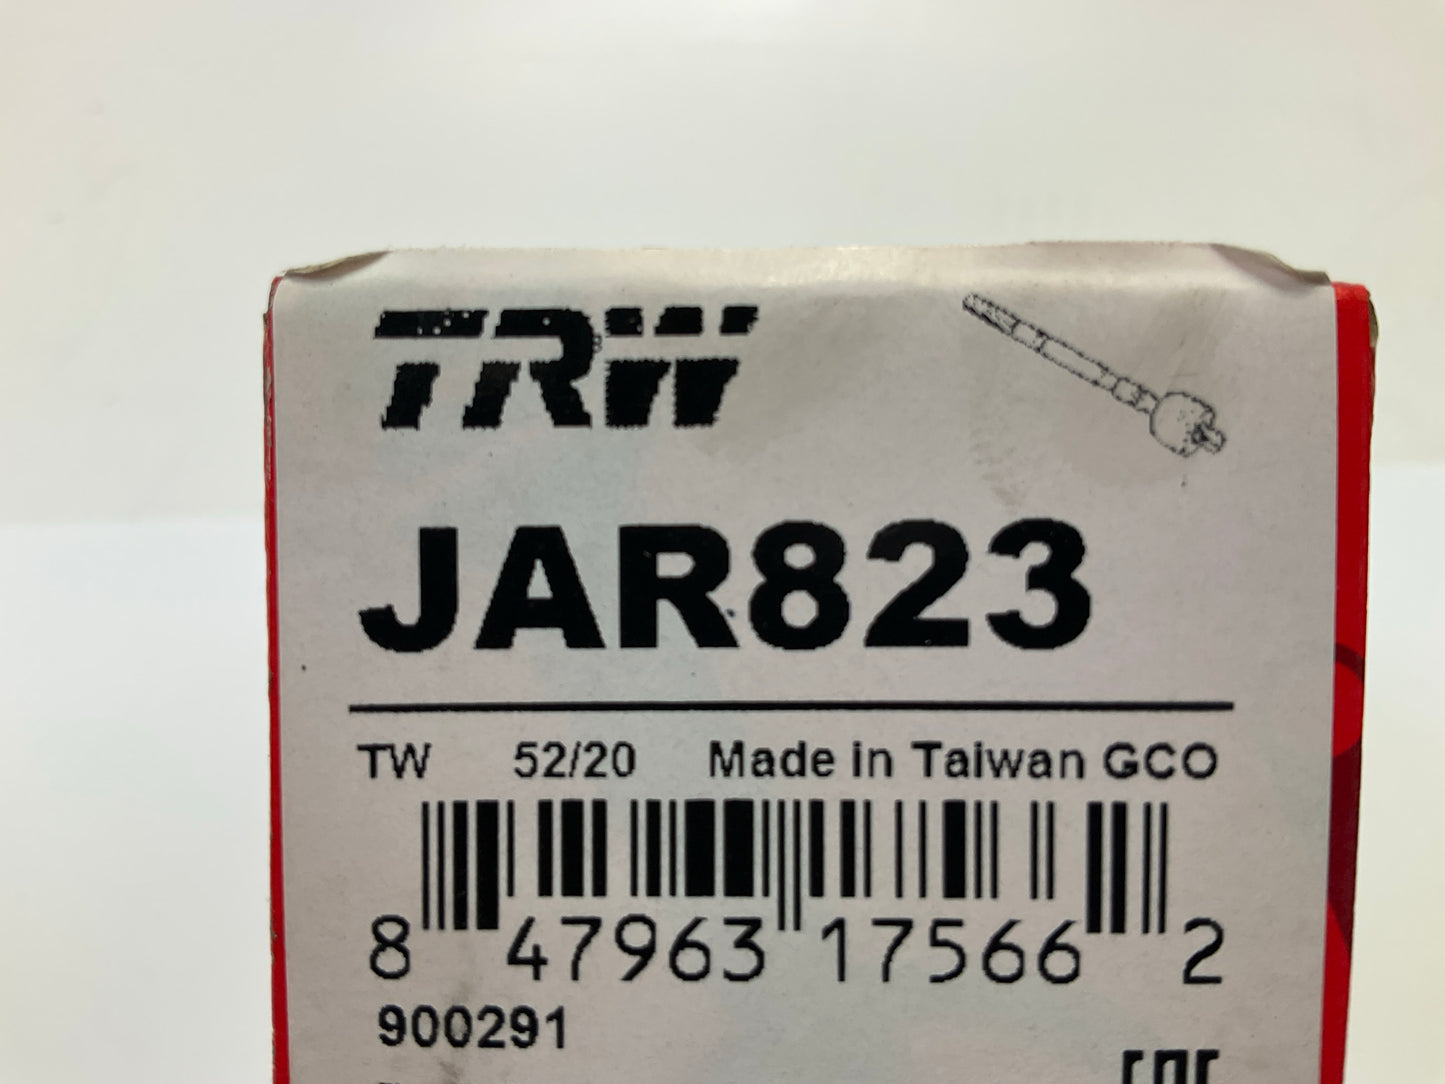 TRW
JAR823
TW 52/20 Made in Taiwan GCO
8 47963 17566 2
900291